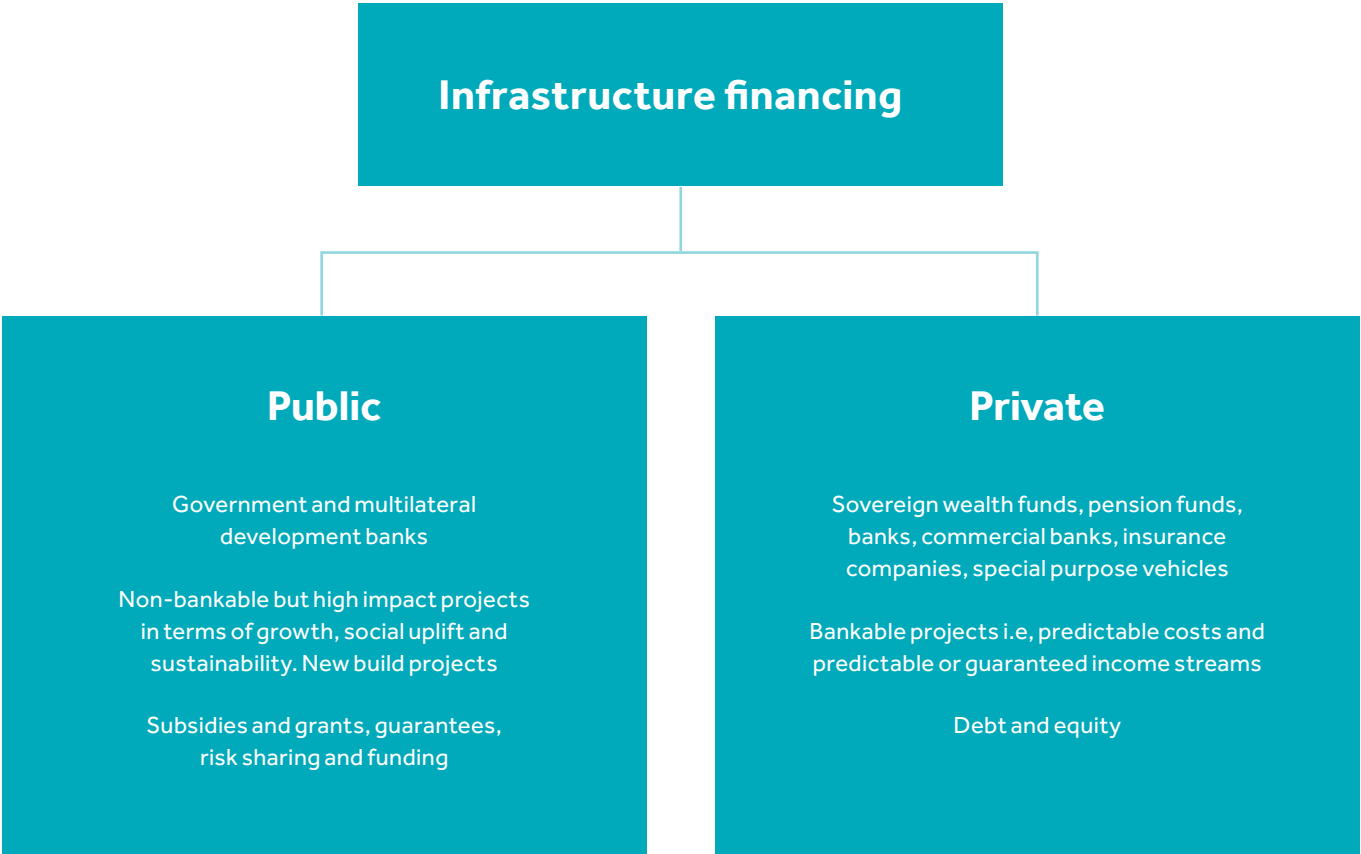 Infrastructure financing
Public
Government and multilateral
development banks
Non-bankable but high impact projects
in terms of growth, social uplift and
sustainability. New build projects
Subsidies and grants, guarantees,
risk sharing and funding
Private
Sovereign wealth funds, pension funds,
banks, commercial banks, insurance
companies, special purpose vehicles
Bankable projects i.e, predictable costs and
predictable or guaranteed income streams
Debt and equity